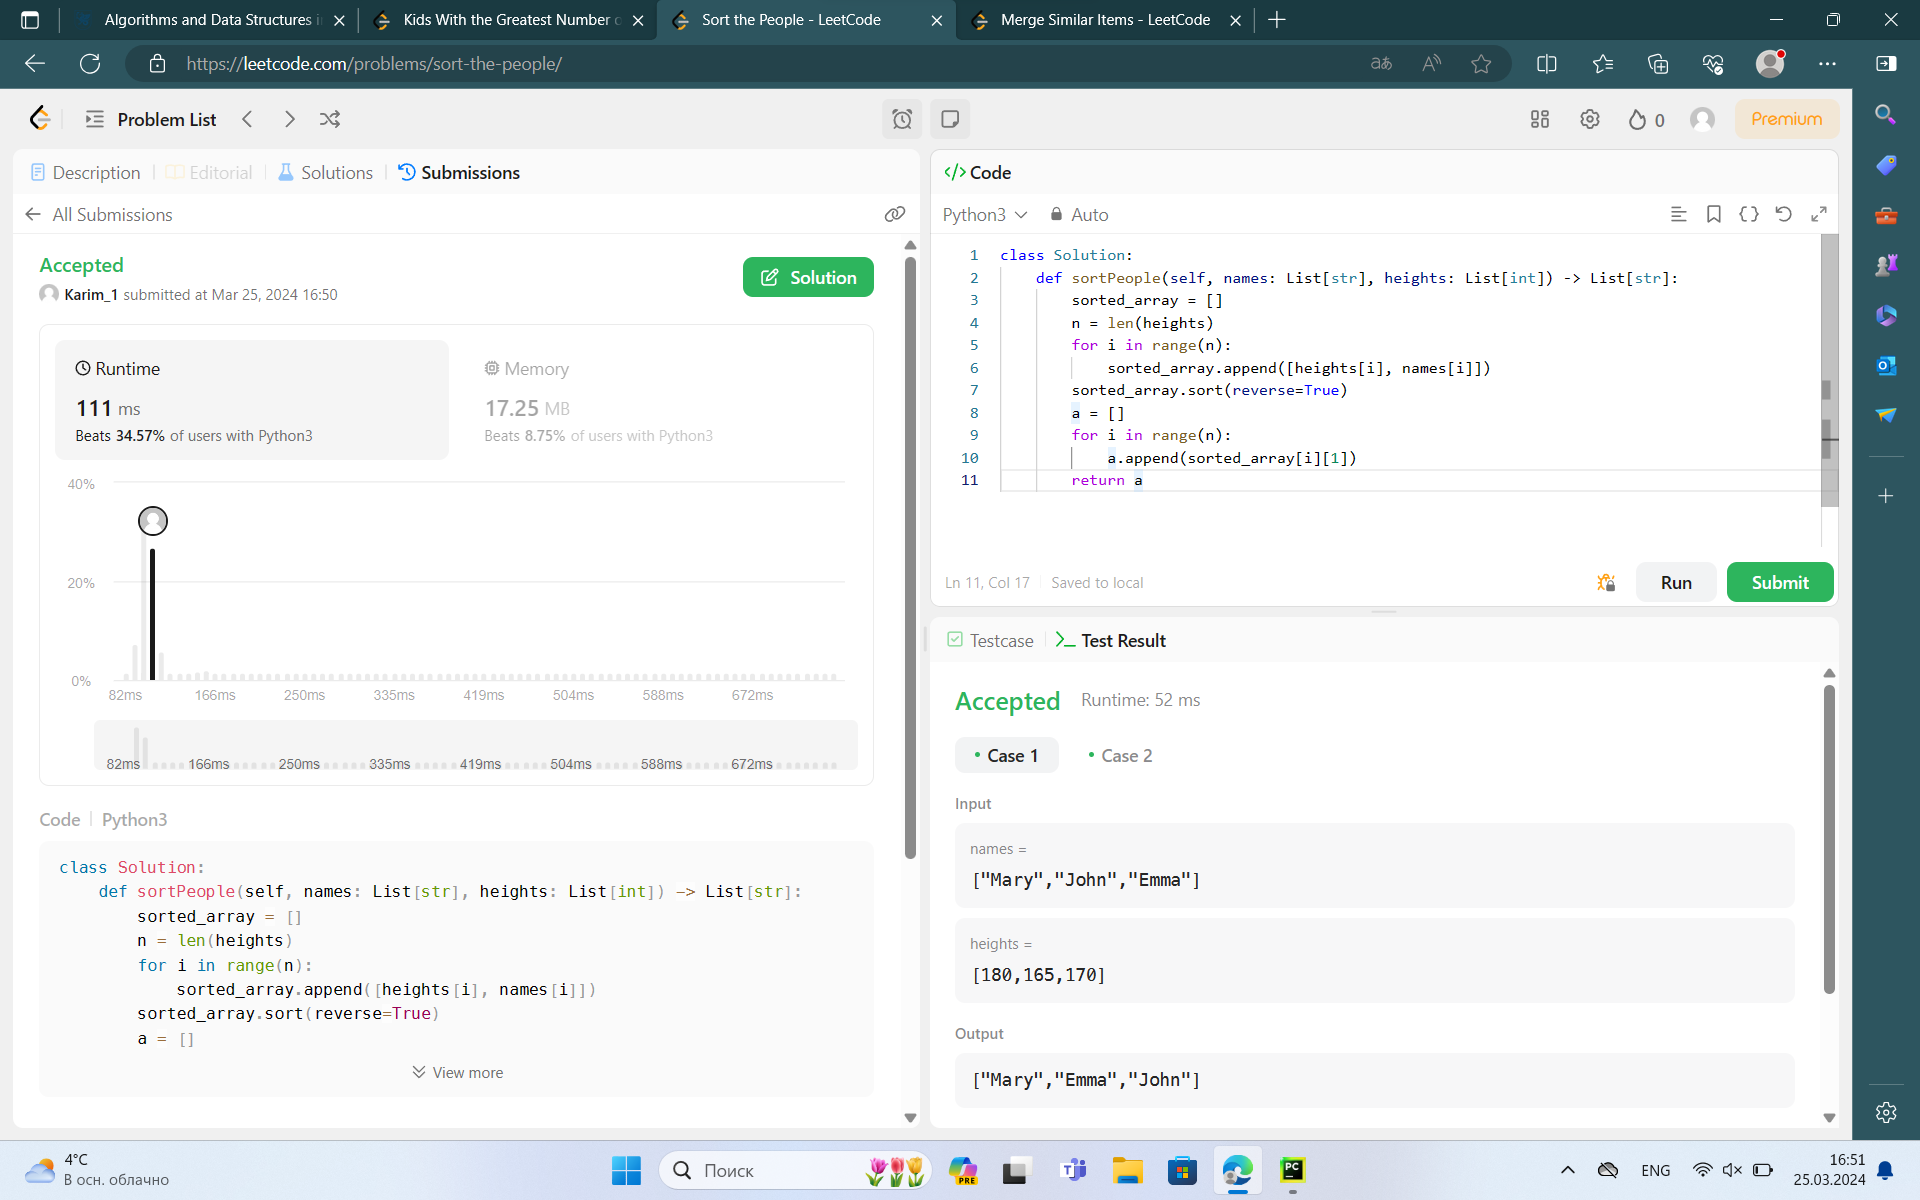 Algorithms and Data Structures i
Kids With the Greatest Number o
Sort the People - LeetCode
Merge Similar Items - LeetCode
https://leetcode.com/problems/sort-the-people/
Problem List
0
Premium
Description
Editorial
Solutions
Submissions
All Submissions
Accepted
Karim_1 submitted at Mar 25, 2024 16:50
Solution
Runtime
111 ms
Beats 34.57% of users with Python3
Memory
17.25 MB
Beats 8.75% of users with Python3
40%
20%
0%
82ms 166ms 250ms 335ms 419ms 504ms 588ms 672ms
82ms 166ms 250ms 335ms 419ms 504ms 588ms 672ms
Code | Python3
class Solution:
    def sortPeople(self, names: List[str], heights: List[int]) -> List[str]:
        sorted_array = []
        n = len(heights)
        for i in range(n):
            sorted_array.append([heights[i], names[i]])
        sorted_array.sort(reverse=True)
        a = []
View more
</> Code
Python3
Auto
1 class Solution:
2     def sortPeople(self, names: List[str], heights: List[int]) -> List[str]:
3         sorted_array = []
4         n = len(heights)
5         for i in range(n):
6             sorted_array.append([heights[i], names[i]])
7         sorted_array.sort(reverse=True)
8         a = []
9         for i in range(n):
10             a.append(sorted_array[i][1])
11         return a
Ln 11, Col 17
Saved to local
Run
Submit
Testcase
Test Result
Accepted
Runtime: 52 ms
Case 1
Case 2
Input
names =
["Mary","John","Emma"]
heights =
[180,165,170]
Output
["Mary","Emma","John"]
4°C
В осн. облачно
Поиск
PRE
PC
ENG
16:51
25.03.2024